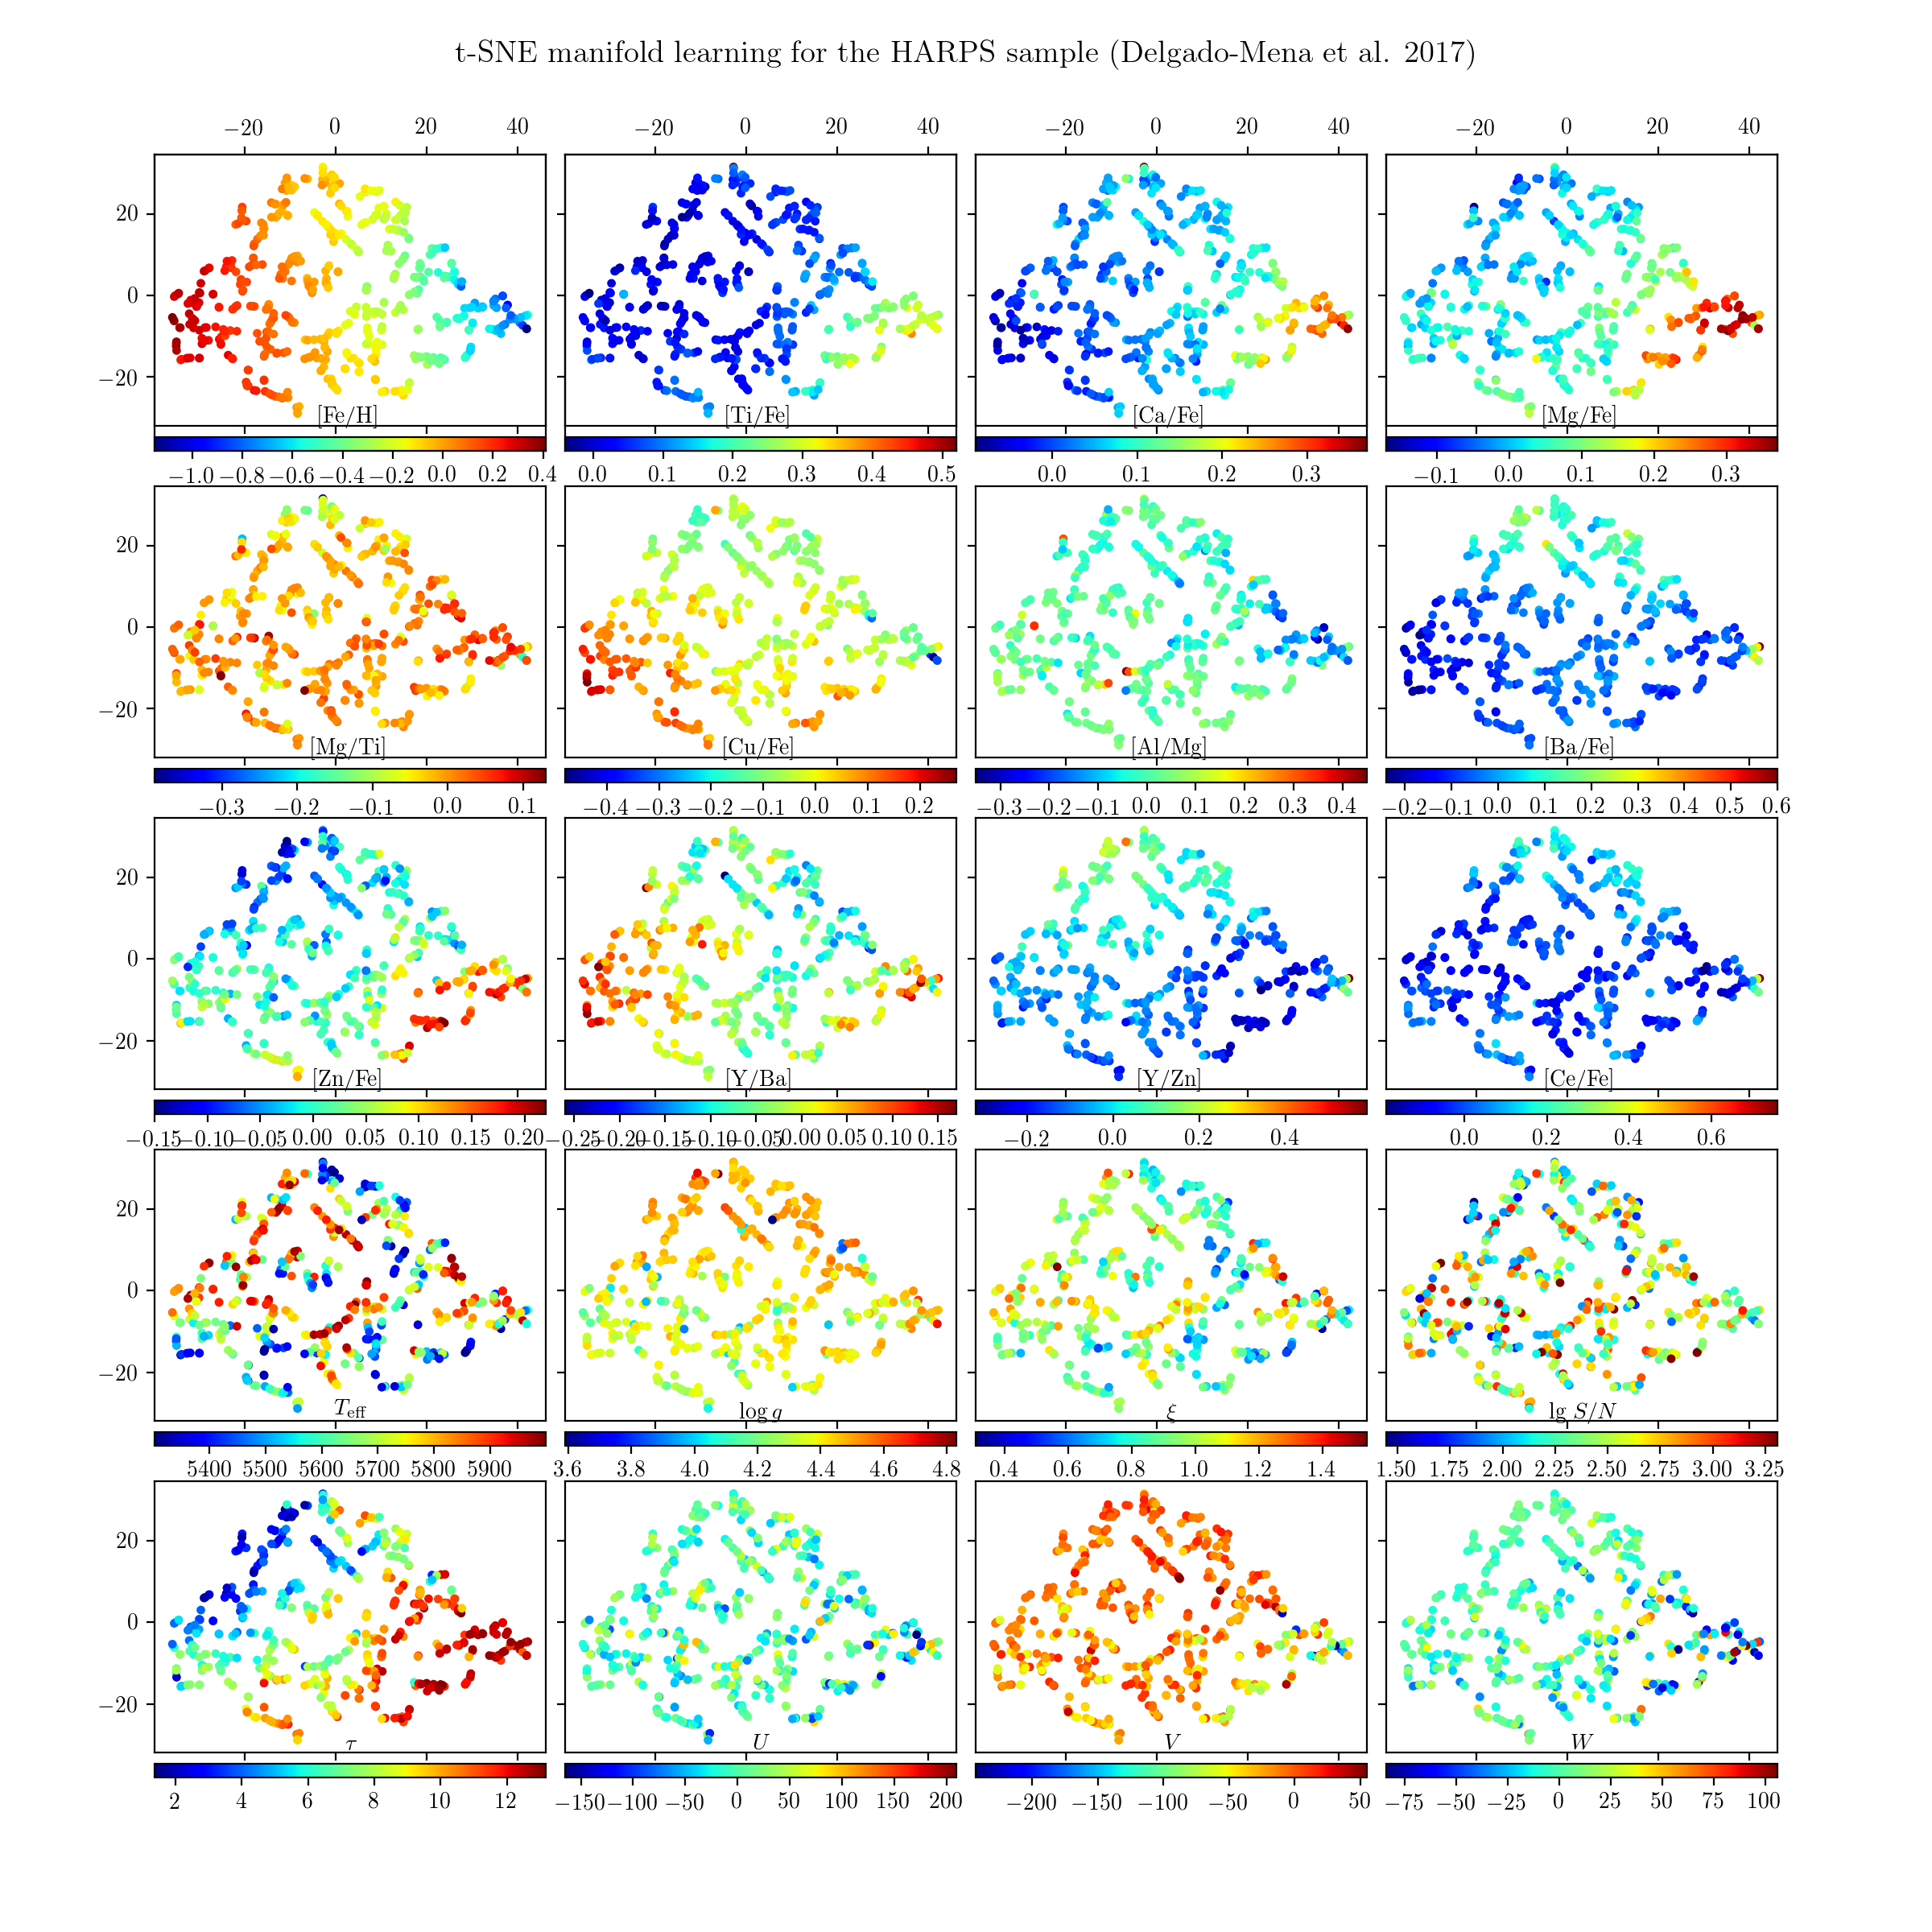 t-SNE manifold learning for the HARPS sample (Delgado-Mena et al. 2017)
−20 0 20 40 −20 0 20 40 −20 0 20 40 −20 0 20 40
20
0
−20
[Fe/H] [Ti/Fe] [Ca/Fe] [Mg/Fe]
−1.0 −0.8 −0.6 −0.4 −0.2 0.0 0.2 0.4 0.0 0.1 0.2 0.3 0.4 0.5 0.0 0.1 0.2 0.3 −0.1 0.0 0.1 0.2 0.3
20
0
−20
[Mg/Ti] [Cu/Fe] [Al/Mg] [Ba/Fe]
−0.3 −0.2 −0.1 0.0 0.1 −0.4 −0.3 −0.2 −0.1 0.0 0.1 0.2 −0.3 −0.2 −0.1 0.0 0.1 0.2 0.3 0.4 −0.2 −0.1 0.0 0.1 0.2 0.3 0.4 0.5 0.6
20
0
−20
[Zn/Fe] [Y/Ba] [Y/Zn] [Ce/Fe]
−0.15 −0.10 −0.05 0.00 0.05 0.10 0.15 0.20 −0.25 −0.20 −0.15 −0.10 −0.05 0.00 0.05 0.10 0.15 −0.2 0.0 0.2 0.4 0.0 0.2 0.4 0.6
20
0
−20
T_eff log g ξ lg S/N
5400 5500 5600 5700 5800 5900 3.6 3.8 4.0 4.2 4.4 4.6 4.8 0.4 0.6 0.8 1.0 1.2 1.4 1.50 1.75 2.00 2.25 2.50 2.75 3.00 3.25
20
0
−20
τ U V W
2 4 6 8 10 12 −150 −100 −50 0 50 100 150 200 −200 −150 −100 −50 0 50 −75 −50 −25 0 25 50 75 100